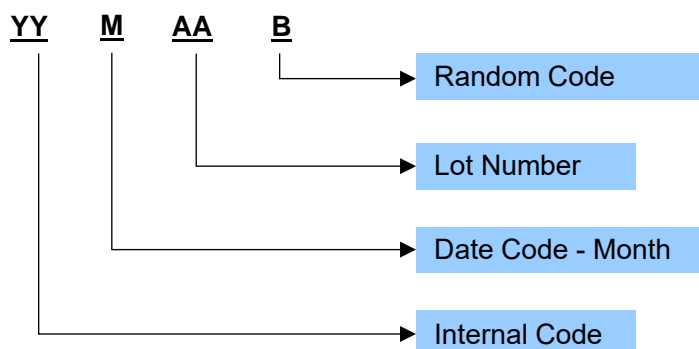 YY M AA B
Random Code
Lot Number
Date Code - Month
Internal Code